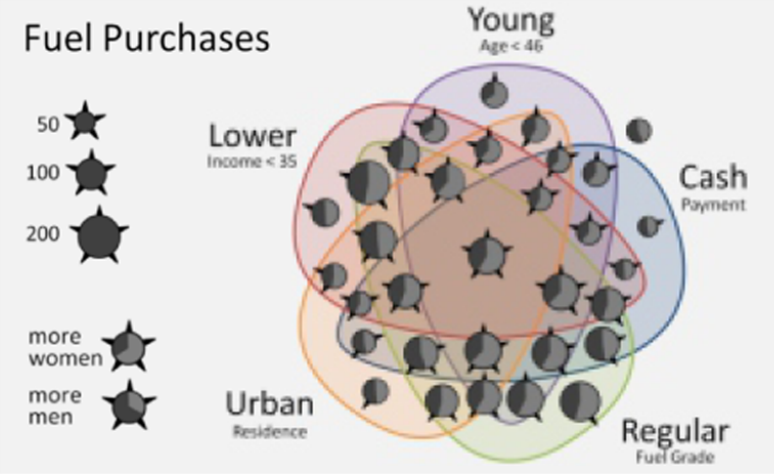 Fuel Purchases
Young
Age < 46
50
100
200
Lower
Income < 35
Cash
Payment
more
women
more
men
Urban
Residence
Regular
Fuel Grade